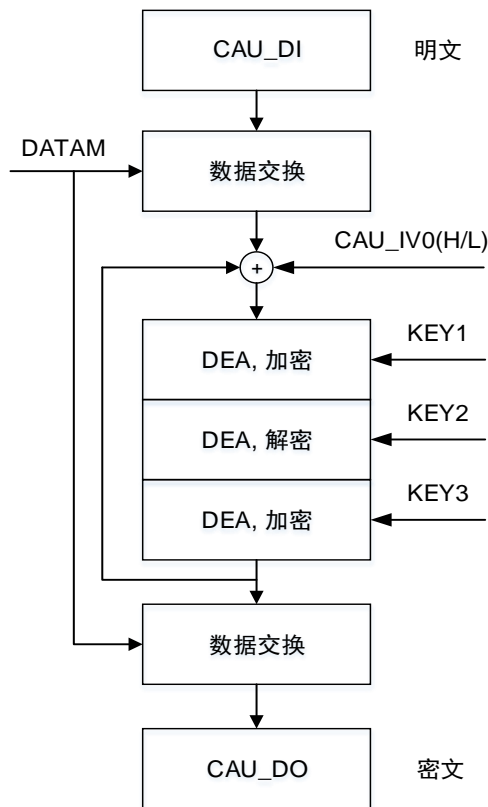 CAU_DI
明文
DATAM
数据交换
CAU_IV0(H/L)
+
DEA, 加密
KEY1
DEA, 解密
KEY2
DEA, 加密
KEY3
数据交换
CAU_DO
密文